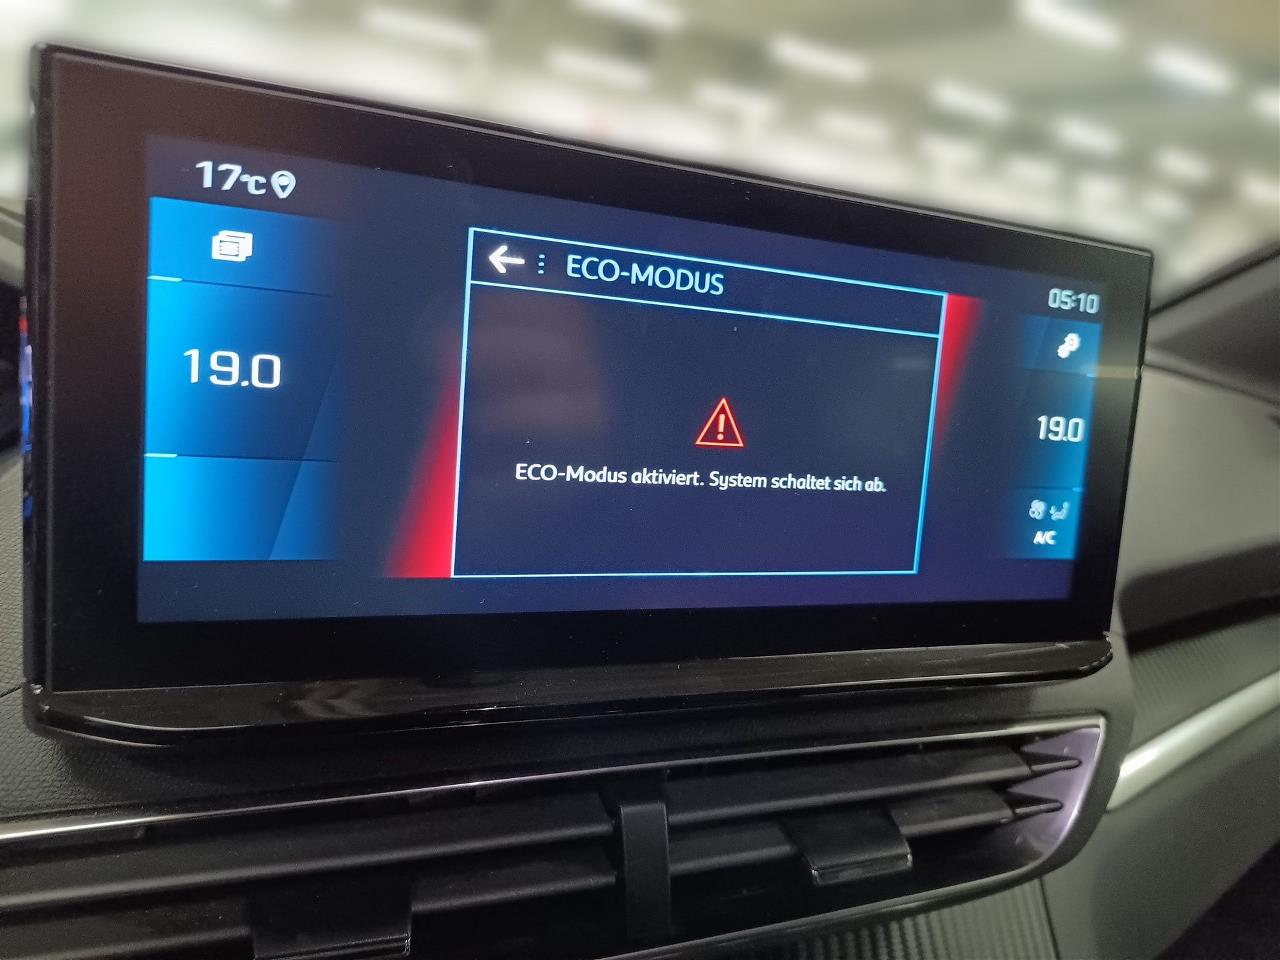 17°C
ECO-MODUS
05:10
19.0
19.0
ECO-Modus aktiviert. System schaltet sich ab.
A/C